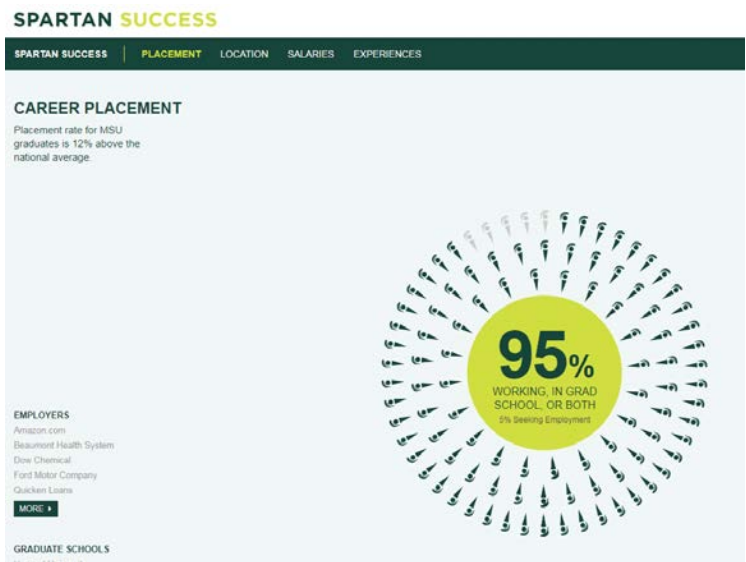 SPARTAN SUCCESS
SPARTAN SUCCESS PLACEMENT LOCATION SALARIES EXPERIENCES
CAREER PLACEMENT
Placement rate for MSU
graduates is 12% above the
national average.
95%
WORKING, IN GRAD
SCHOOL, OR BOTH
5% Seeking Employment
EMPLOYERS
Amazon.com
Beaumont Health System
Dow Chemical
Ford Motor Company
Quicken Loans
MORE
GRADUATE SCHOOLS